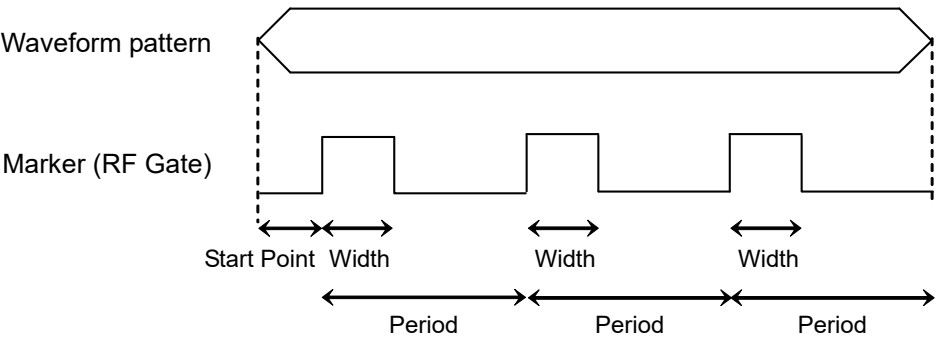 Waveform pattern
Marker (RF Gate)
Start Point Width Width Width
Period Period Period